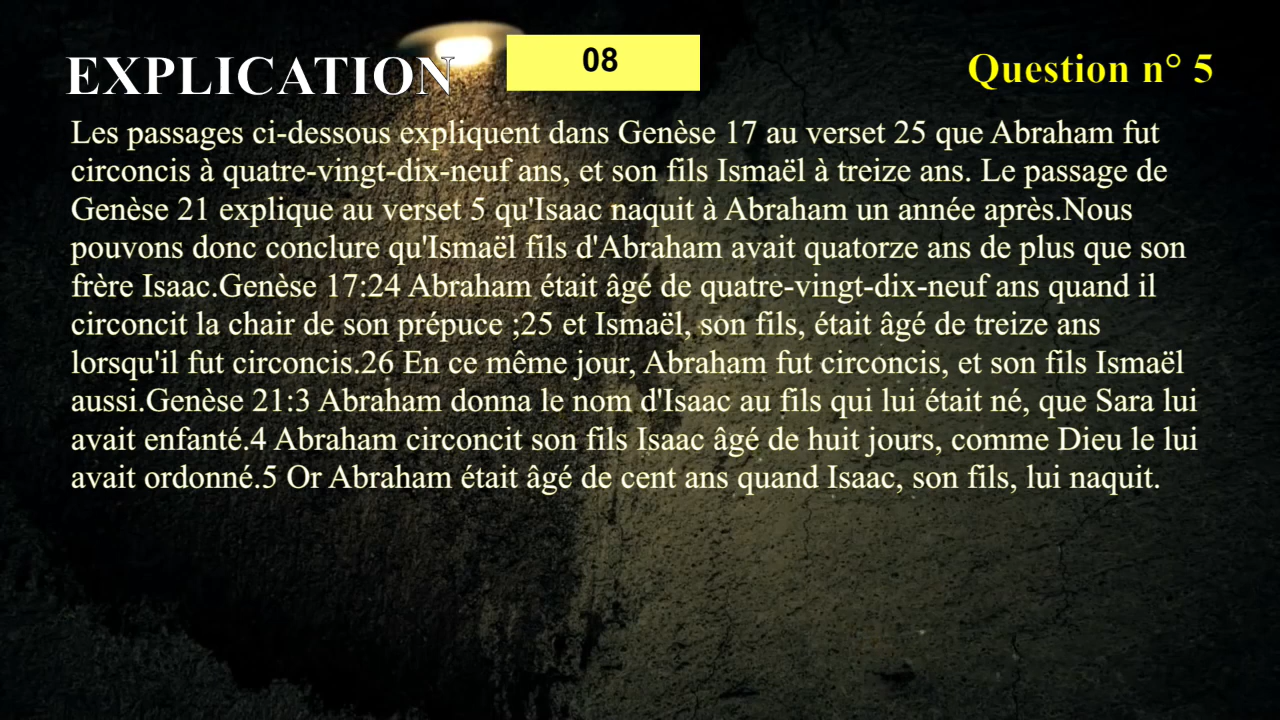 EXPLICATION
08
Question n° 5
Les passages ci-dessous expliquent dans Genèse 17 au verset 25 que Abraham fut
circoncis à quatre-vingt-dix-neuf ans, et son fils Ismaël à treize ans. Le passage de
Genèse 21 explique au verset 5 qu'Isaac naquit à Abraham un année après.Nous
pouvons donc conclure qu'Ismaël fils d'Abraham avait quatorze ans de plus que son
frère Isaac.Genèse 17:24 Abraham était âgé de quatre-vingt-dix-neuf ans quand il
circoncit la chair de son prépuce ;25 et Ismaël, son fils, était âgé de treize ans
lorsqu'il fut circoncis.26 En ce même jour, Abraham fut circoncis, et son fils Ismaël
aussi.Genèse 21:3 Abraham donna le nom d'Isaac au fils qui lui était né, que Sara lui
avait enfanté.4 Abraham circoncit son fils Isaac âgé de huit jours, comme Dieu le lui
avait ordonné.5 Or Abraham était âgé de cent ans quand Isaac, son fils, lui naquit.